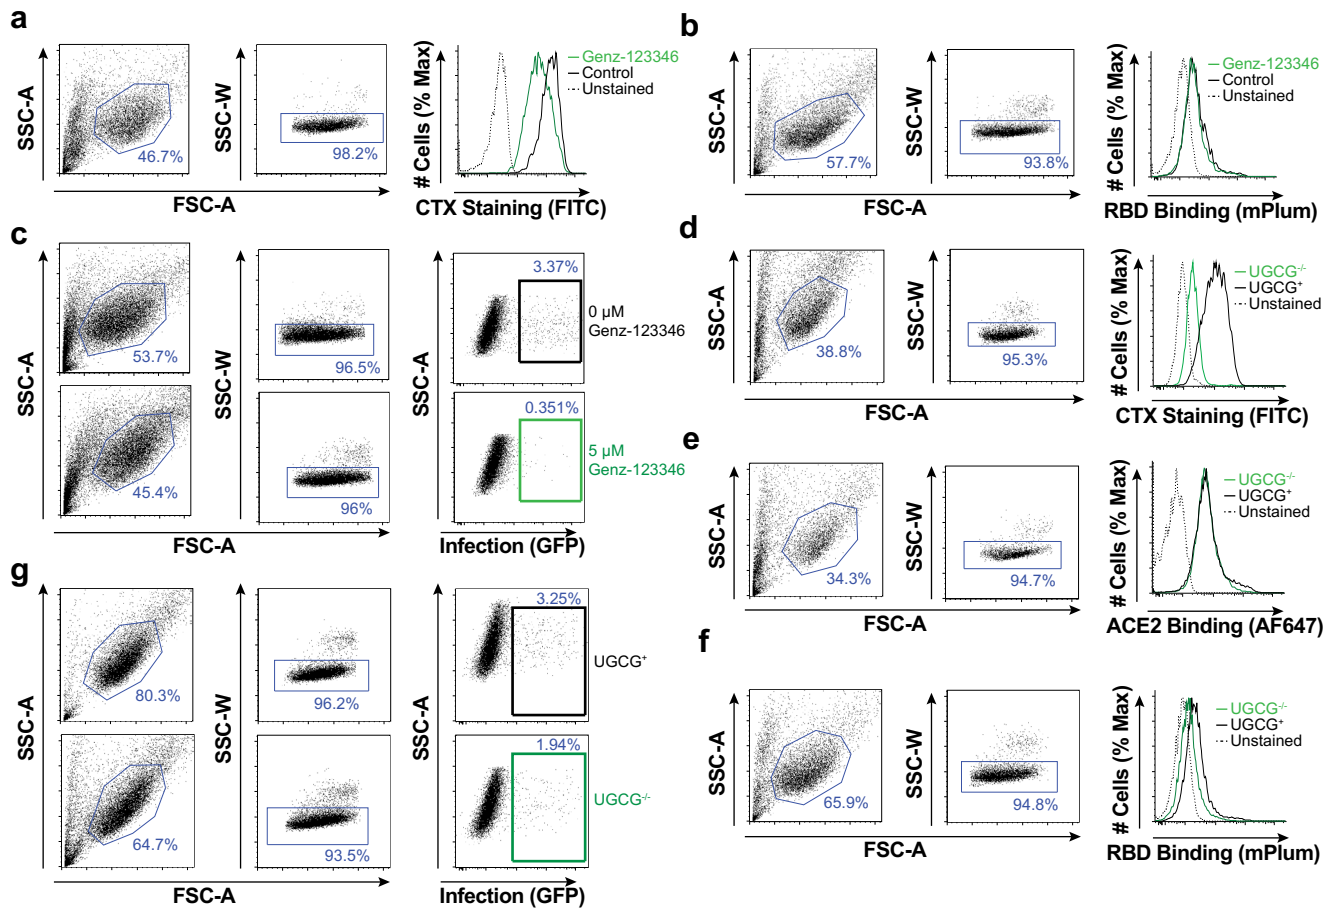 a
SSC-A
46.7%
FSC-A
SSC-W
98.2%
# Cells (% Max)
Genz-123346
Control
Unstained
CTX Staining (FITC)
b
SSC-A
57.7%
FSC-A
SSC-W
93.8%
# Cells (% Max)
Genz-123346
Control
Unstained
RBD Binding (mPlum)
c
SSC-A
53.7%
45.4%
FSC-A
SSC-W
96.5%
96%
SSC-A
3.37%
0 µM
Genz-123346
0.351%
5 µM
Genz-123346
Infection (GFP)
d
SSC-A
38.8%
FSC-A
SSC-W
95.3%
# Cells (% Max)
UGCG-/-
UGCG+
Unstained
CTX Staining (FITC)
e
SSC-A
34.3%
FSC-A
SSC-W
94.7%
# Cells (% Max)
UGCG-/-
UGCG+
Unstained
ACE2 Binding (AF647)
g
SSC-A
80.3%
64.7%
FSC-A
SSC-W
96.2%
93.5%
SSC-A
3.25%
UGCG+
1.94%
UGCG-/-
Infection (GFP)
f
SSC-A
65.9%
FSC-A
SSC-W
94.8%
# Cells (% Max)
UGCG-/-
UGCG+
Unstained
RBD Binding (mPlum)